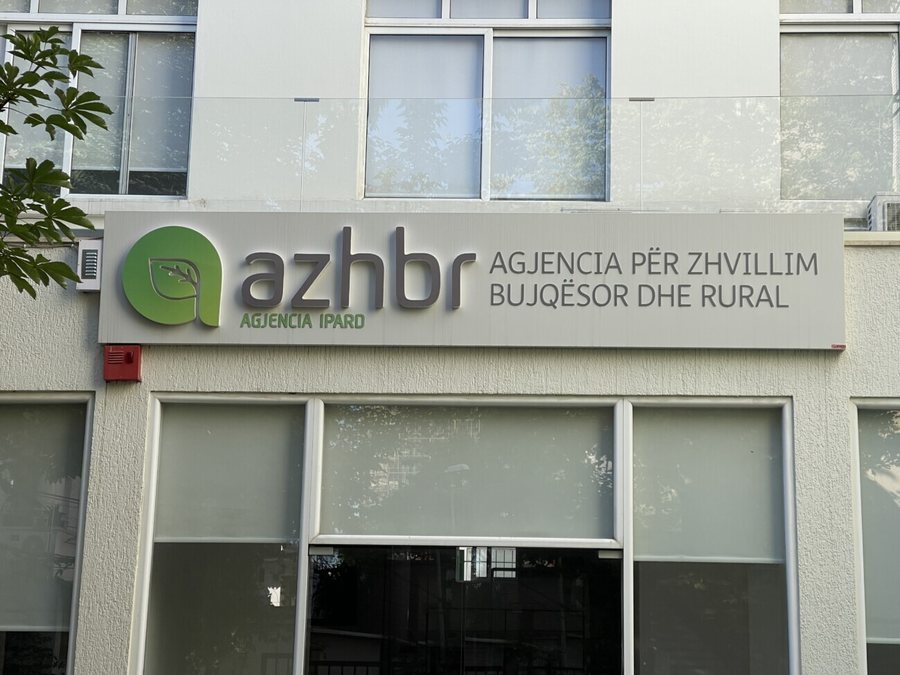 azhbr
AGJENCIA IPARD
AGJENCIA PËR ZHVILLIM
BUJQËSOR DHE RURAL